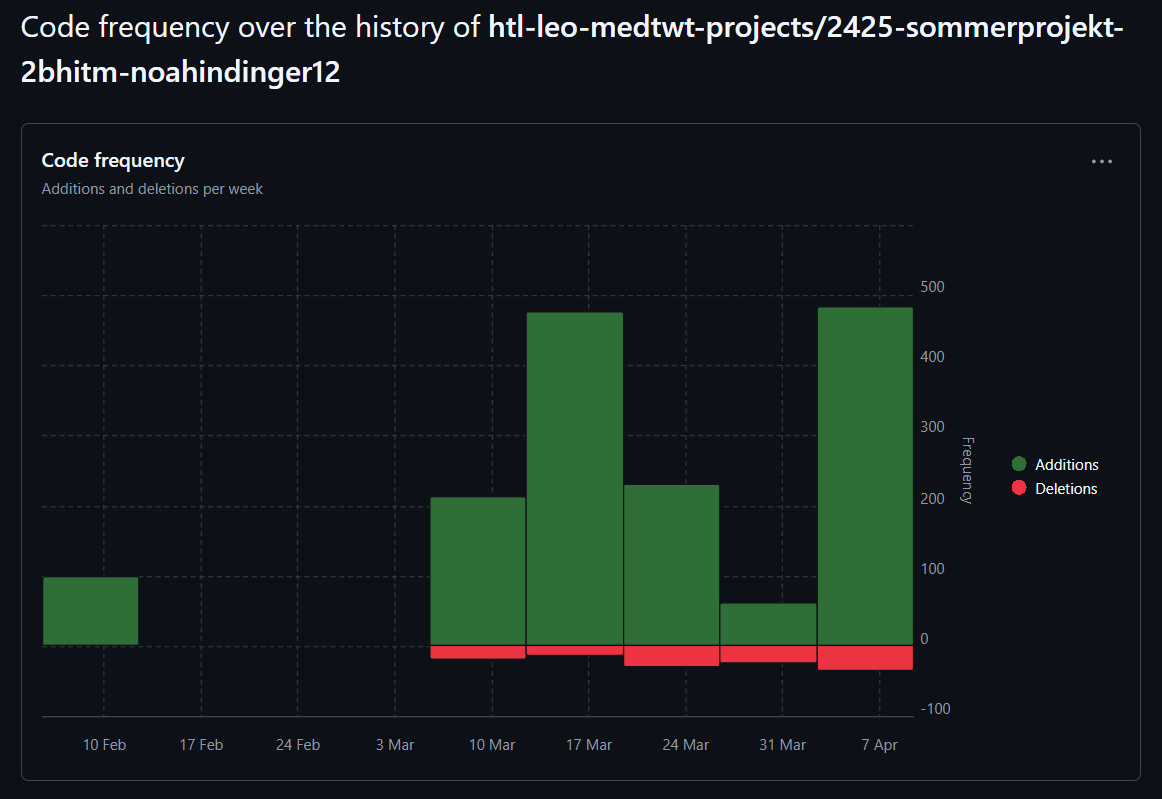 Code frequency over the history of htl-leo-medtwt-projects/2425-sommerprojekt-
2bhitm-noahindinger12
Code frequency
Additions and deletions per week
500
400
300
200
100
0
-100
Frequency
Additions
Deletions
10 Feb
17 Feb
24 Feb
3 Mar
10 Mar
17 Mar
24 Mar
31 Mar
7 Apr